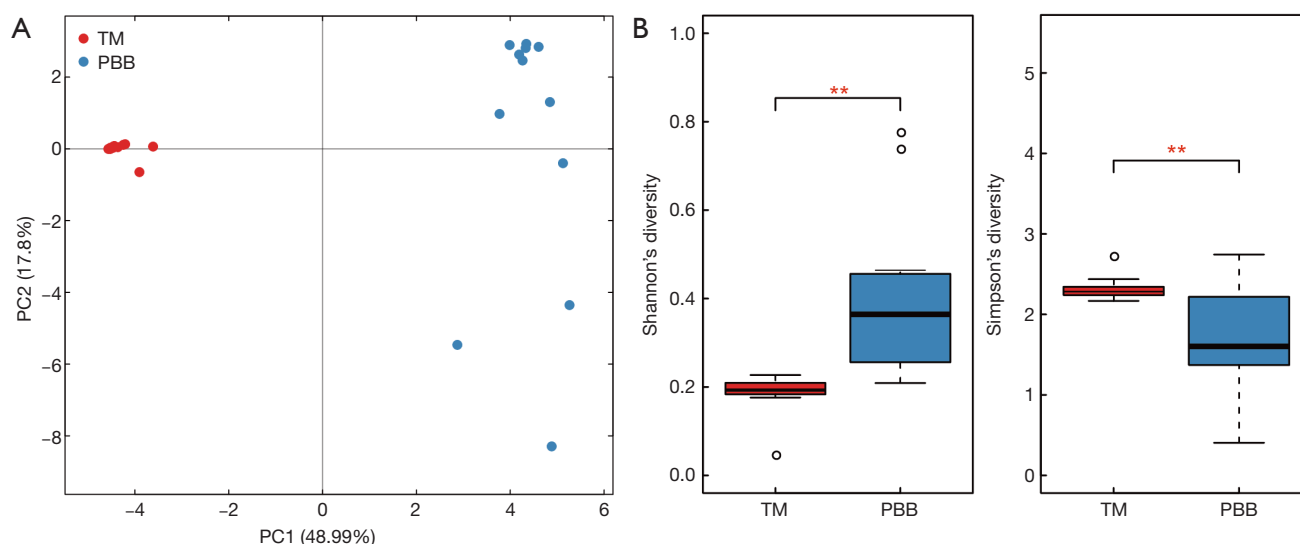 A
TM
PBB
2
0
−2
−4
−6
−8
PC2 (17.8%)
−4 −2 0 2 4 6
PC1 (48.99%)
B
1.0
0.8
0.6
0.4
0.2
0.0
Shannon's diversity
**
TM PBB
5
4
3
2
1
0
Simpson's diversity
**
TM PBB